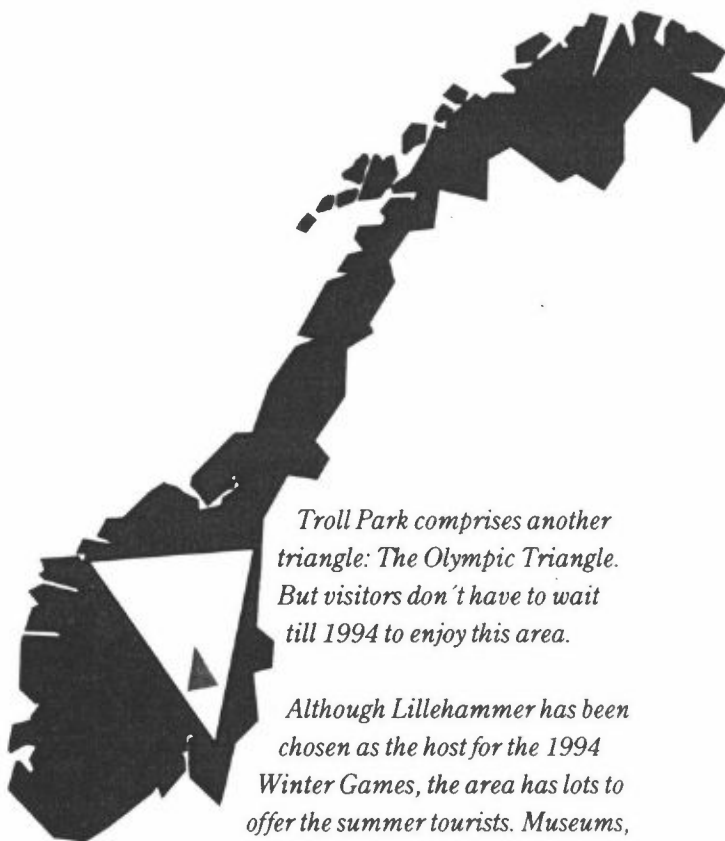 Troll Park comprises another
triangle: The Olympic Triangle.
But visitors don´t have to wait
till 1994 to enjoy this area.
Although Lillehammer has been
chosen as the host for the 1994
Winter Games, the area has lots to
offer the summer tourists. Museums,